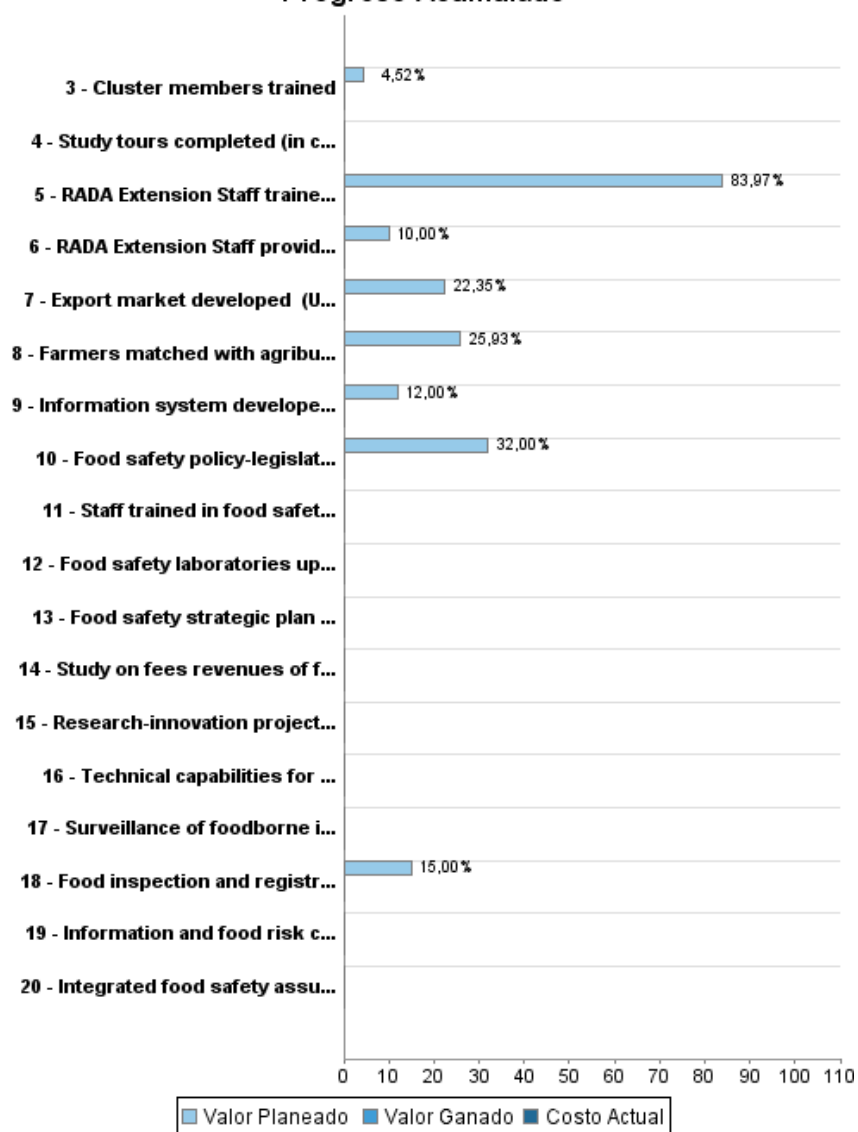 Progreso Acumulado
3 - Cluster members trained 4,52%
4 - Study tours completed (in c...
5 - RADA Extension Staff traine... 83,97%
6 - RADA Extension Staff provid... 10,00%
7 - Export market developed (U... 22,35%
8 - Farmers matched with agribu... 25,93%
9 - Information system develope... 12,00%
10 - Food safety policy-legislat... 32,00%
11 - Staff trained in food safet...
12 - Food safety laboratories up...
13 - Food safety strategic plan ...
14 - Study on fees revenues of f...
15 - Research-innovation project...
16 - Technical capabilities for ...
17 - Surveillance of foodborne i...
18 - Food inspection and registr... 15,00%
19 - Information and food risk c...
20 - Integrated food safety assu...
0 10 20 30 40 50 60 70 80 90 100 110
Valor Planeado Valor Ganado Costo Actual